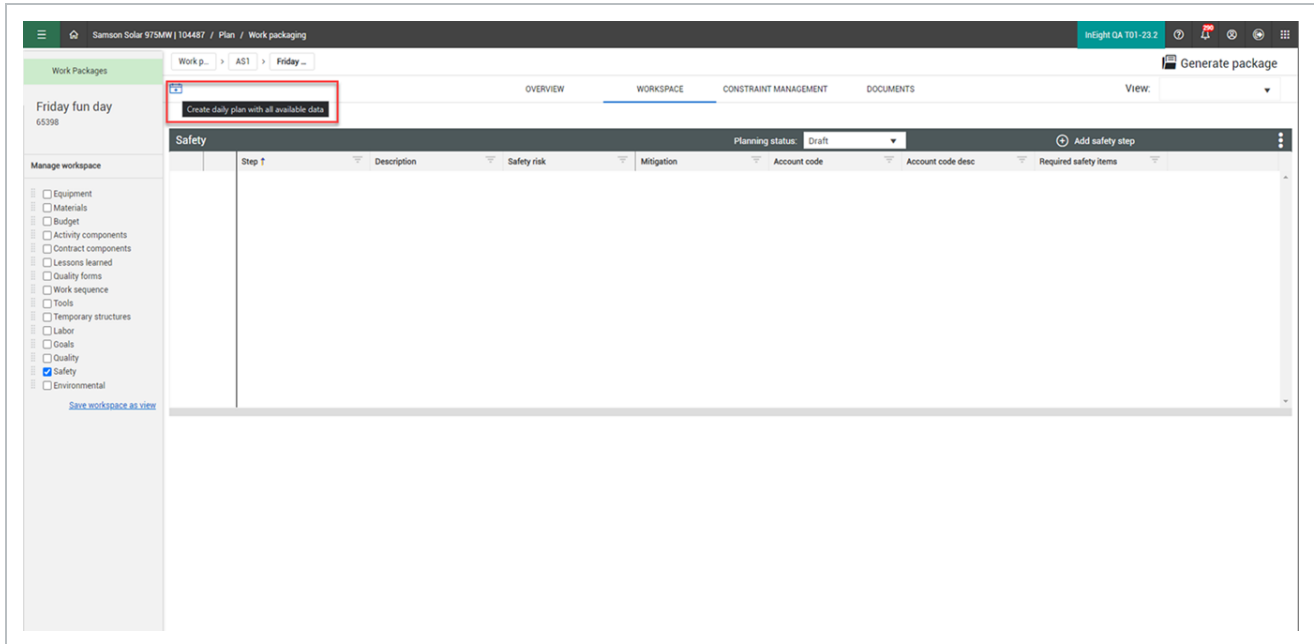 Samson Solar 975MW | 104487 / Plan / Work packaging
InEight QA T01-23.2
290
Work Packages
Work p... > AS1 > Friday ...
Generate package
OVERVIEW WORKSPACE CONSTRAINT MANAGEMENT DOCUMENTS View:
Create daily plan with all available data
Friday fun day
65398
Safety Planning status: Draft Add safety step
Manage workspace
Step ↑ Description Safety risk Mitigation Account code Account code desc Required safety items
Equipment
Materials
Budget
Activity components
Contract components
Lessons learned
Quality forms
Work sequence
Tools
Temporary structures
Labor
Goals
Quality
Safety
Environmental
Save workspace as view